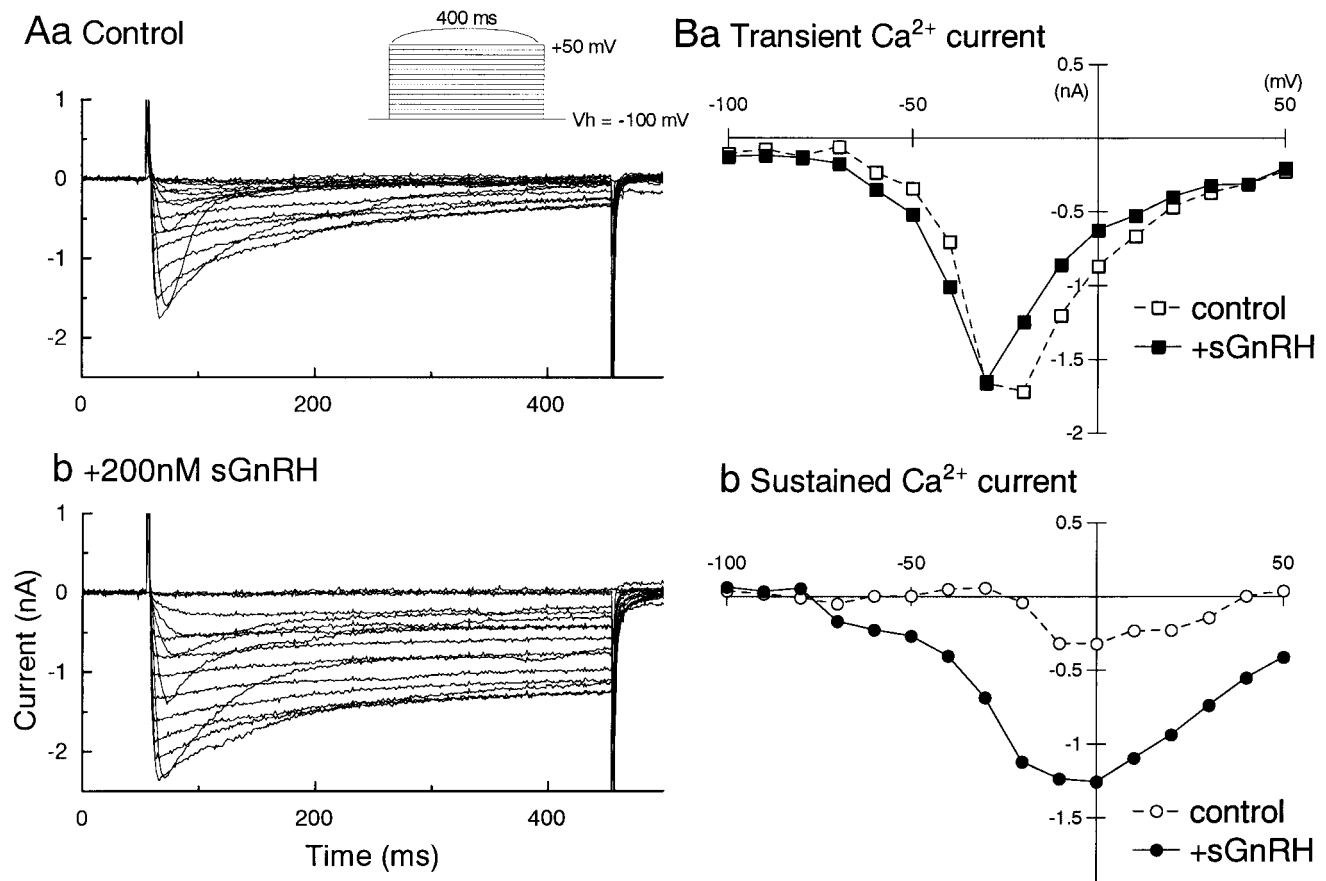 Aa Control
400 ms
+50 mV
Vh = -100 mV
1
0
-1
-2
0
200
400
b +200nM sGnRH
1
0
-1
-2
Current (nA)
0
200
400
Time (ms)
Ba Transient Ca²⁺ current
0.5
(nA)
(mV)
-100
-50
50
-0.5
-1
-1.5
-2
control
+sGnRH
b Sustained Ca²⁺ current
0.5
-100
-50
50
-0.5
-1
-1.5
control
+sGnRH